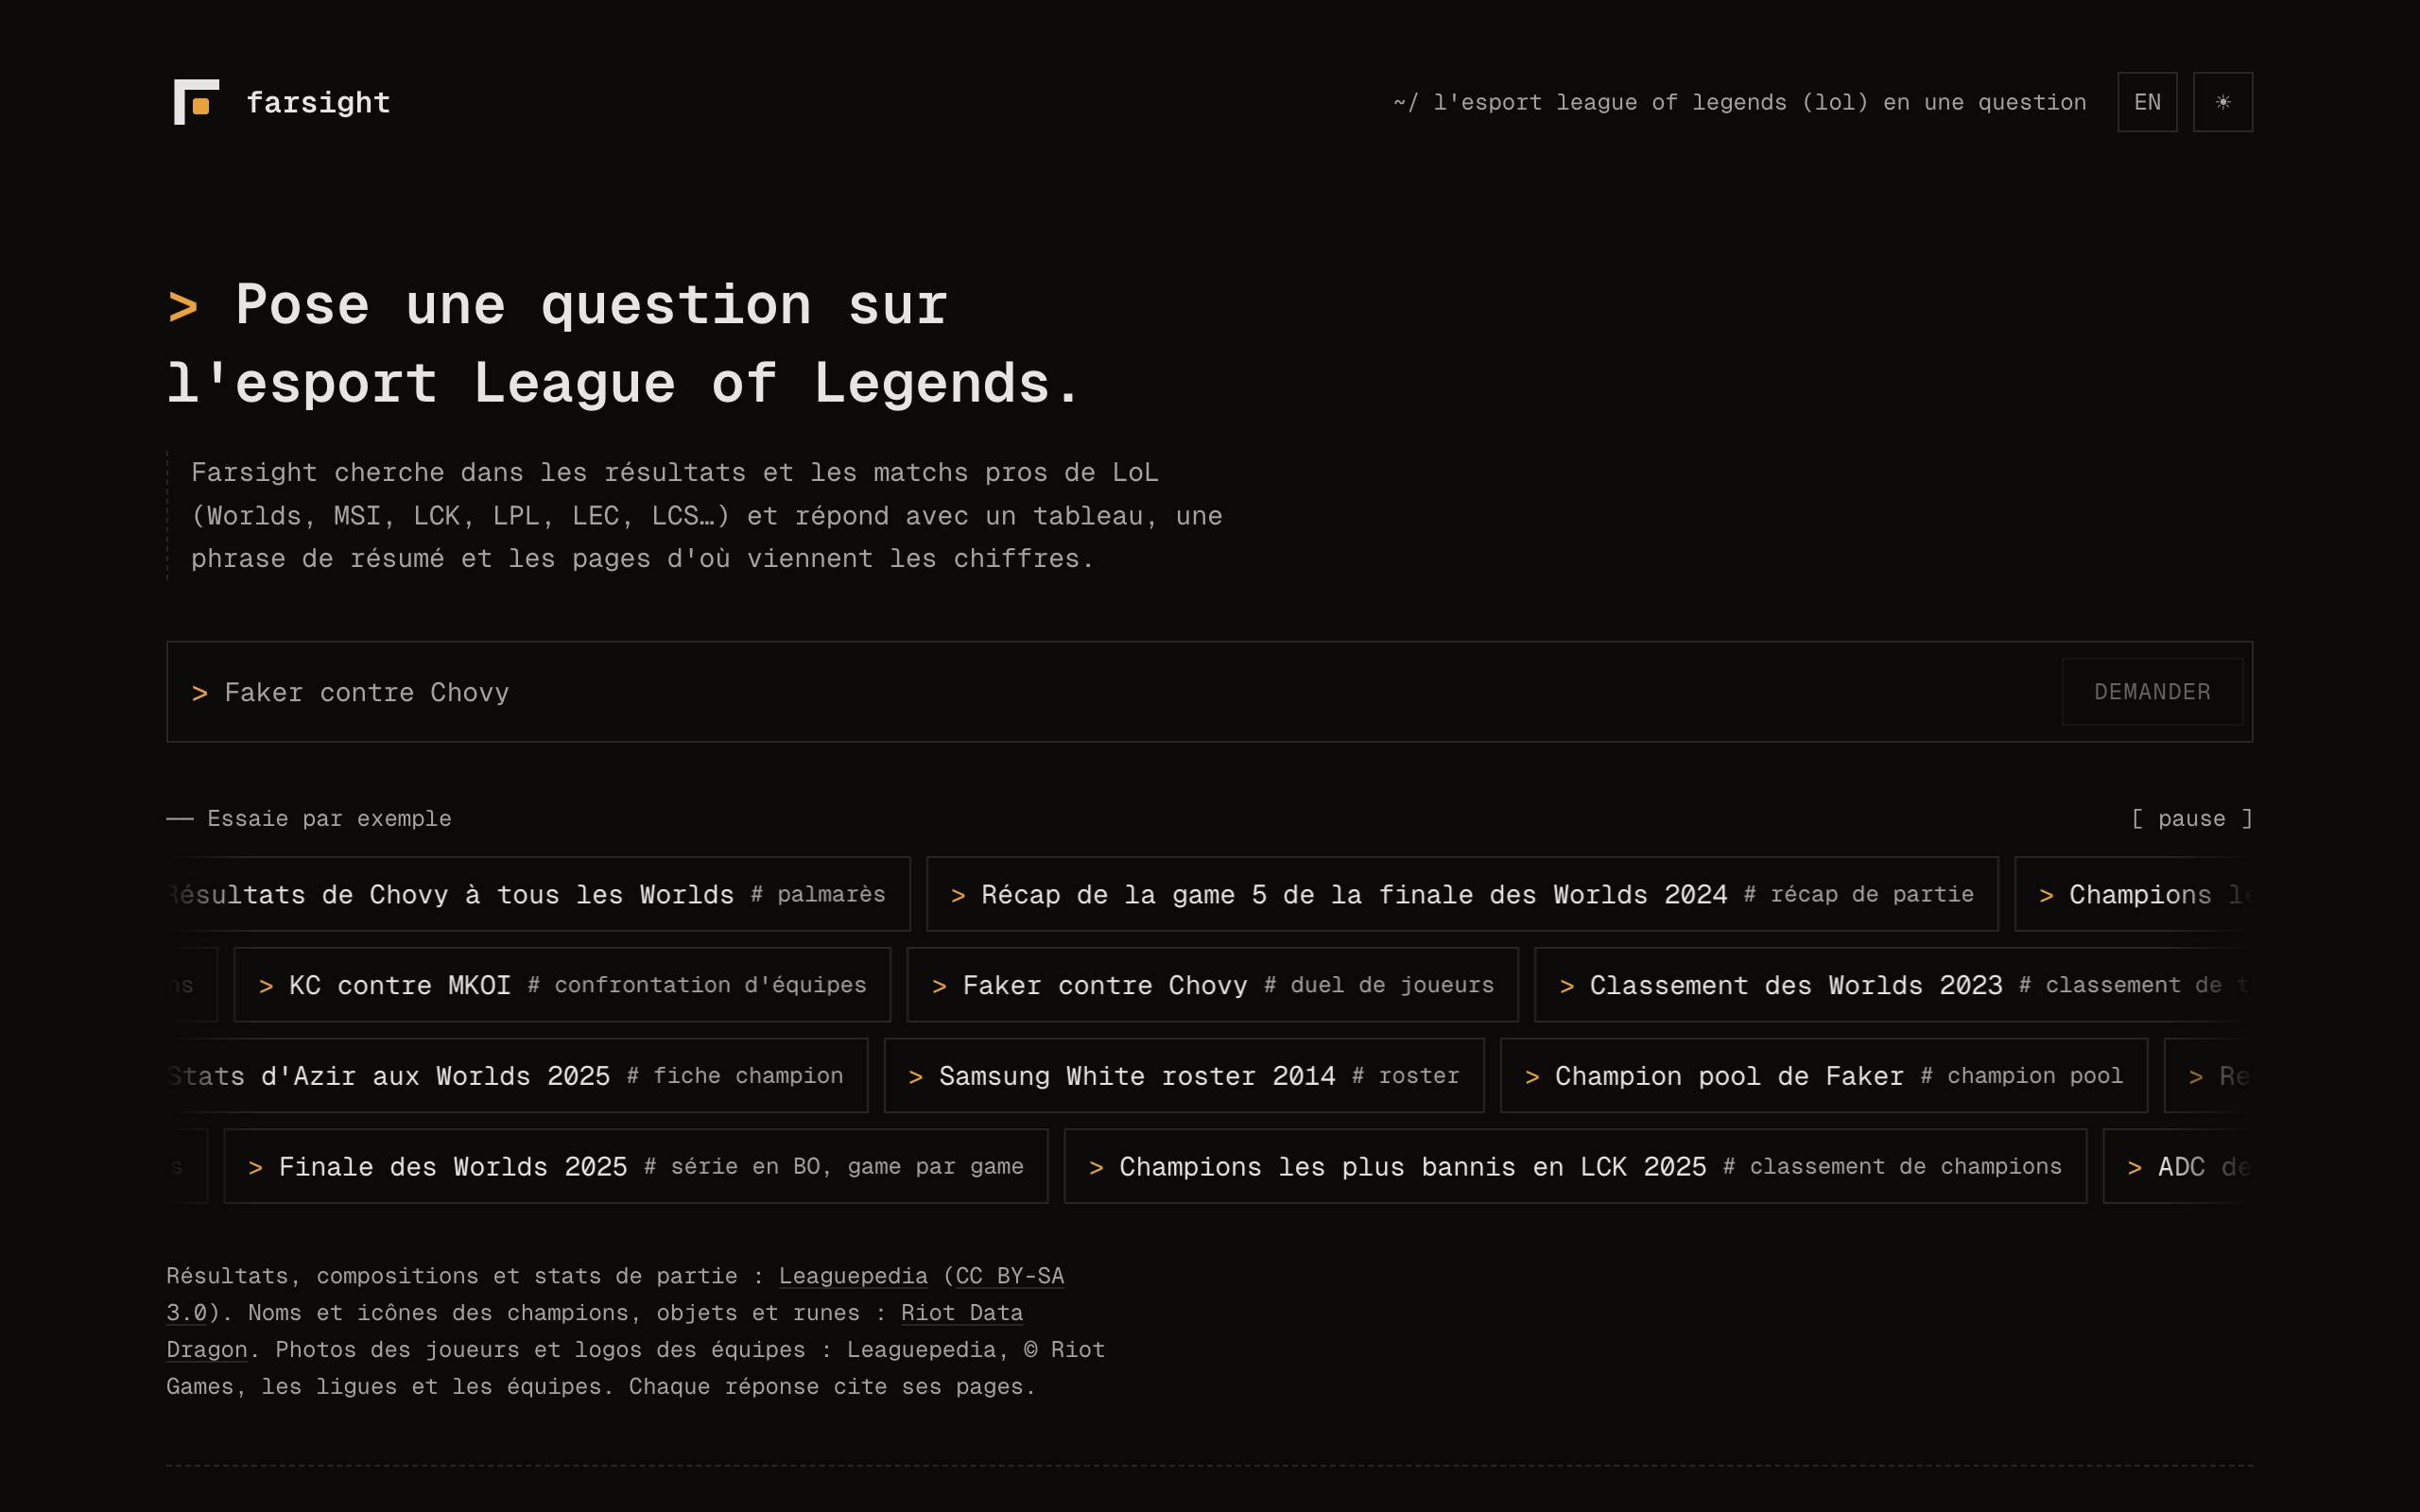 farsight
~/ l'esport league of legends (lol) en une question
EN
☀
> Pose une question sur
l'esport League of Legends.
Farsight cherche dans les résultats et les matchs pros de LoL
(Worlds, MSI, LCK, LPL, LEC, LCS…) et répond avec un tableau, une
phrase de résumé et les pages d'où viennent les chiffres.
> Faker contre Chovy
DEMANDER
── Essaie par exemple
[ pause ]
Résultats de Chovy à tous les Worlds # palmarès
> Récap de la game 5 de la finale des Worlds 2024 # récap de partie
> Champions le
ns
> KC contre MKOI # confrontation d'équipes
> Faker contre Chovy # duel de joueurs
> Classement des Worlds 2023 # classement de t
Stats d'Azir aux Worlds 2025 # fiche champion
> Samsung White roster 2014 # roster
> Champion pool de Faker # champion pool
> Re
s
> Finale des Worlds 2025 # série en BO, game par game
> Champions les plus bannis en LCK 2025 # classement de champions
> ADC de
Résultats, compositions et stats de partie : Leaguepedia (CC BY-SA
3.0). Noms et icônes des champions, objets et runes : Riot Data
Dragon. Photos des joueurs et logos des équipes : Leaguepedia, © Riot
Games, les ligues et les équipes. Chaque réponse cite ses pages.